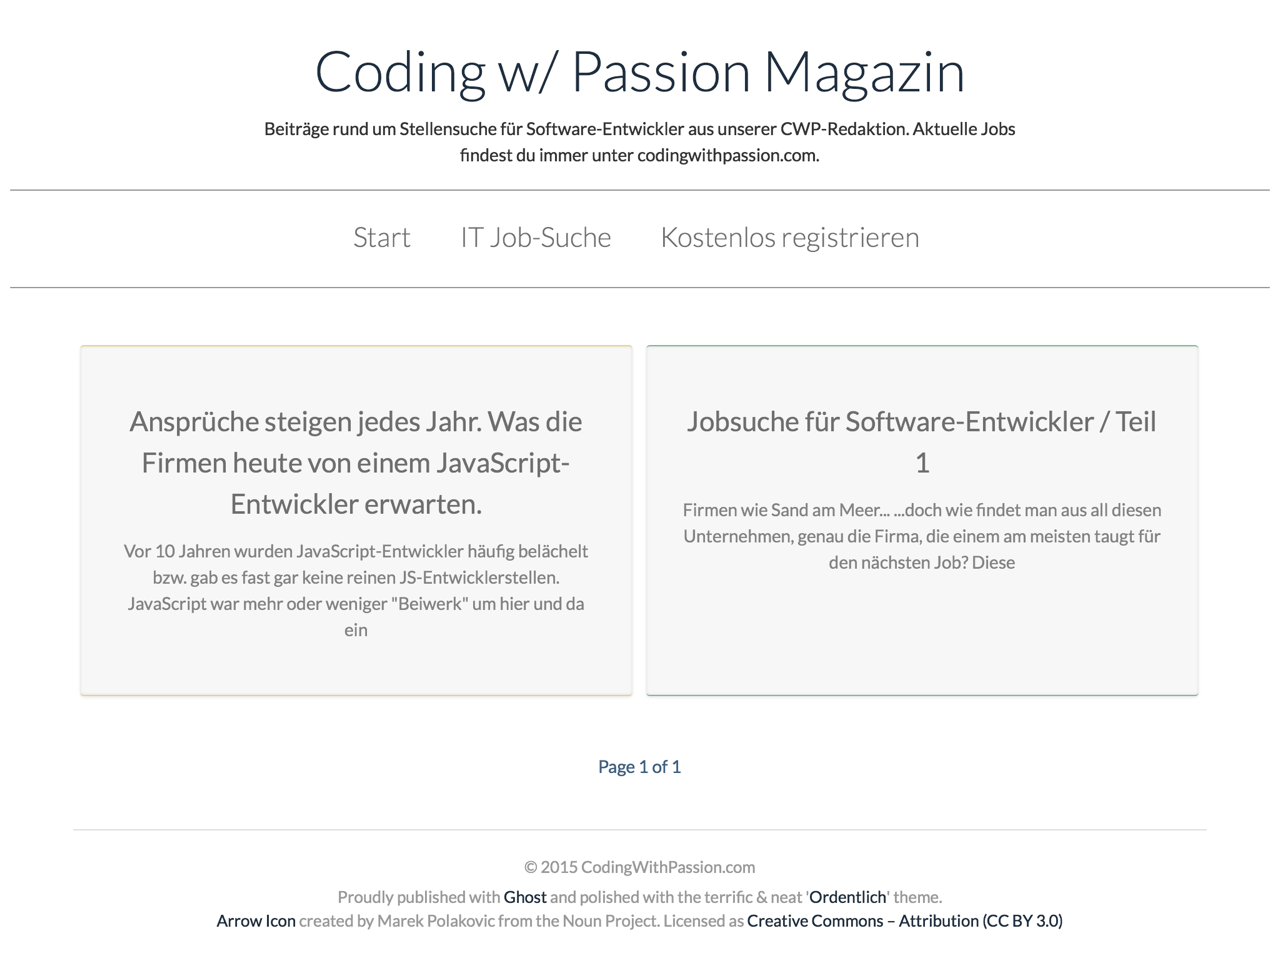 Coding w/ Passion Magazin
Beiträge rund um Stellensuche für Software-Entwickler aus unserer CWP-Redaktion. Aktuelle Jobs
findest du immer unter codingwithpassion.com.
Start IT Job-Suche Kostenlos registrieren
Ansprüche steigen jedes Jahr. Was die
Firmen heute von einem JavaScript-
Entwickler erwarten.
Vor 10 Jahren wurden JavaScript-Entwickler häufig belächelt
bzw. gab es fast gar keine reinen JS-Entwicklerstellen.
JavaScript war mehr oder weniger "Beiwerk" um hier und da
ein
Jobsuche für Software-Entwickler / Teil
1
Firmen wie Sand am Meer... ...doch wie findet man aus all diesen
Unternehmen, genau die Firma, die einem am meisten taugt für
den nächsten Job? Diese
Page 1 of 1
© 2015 CodingWithPassion.com
Proudly published with Ghost and polished with the terrific & neat 'Ordentlich' theme.
Arrow Icon created by Marek Polakovic from the Noun Project. Licensed as Creative Commons – Attribution (CC BY 3.0)